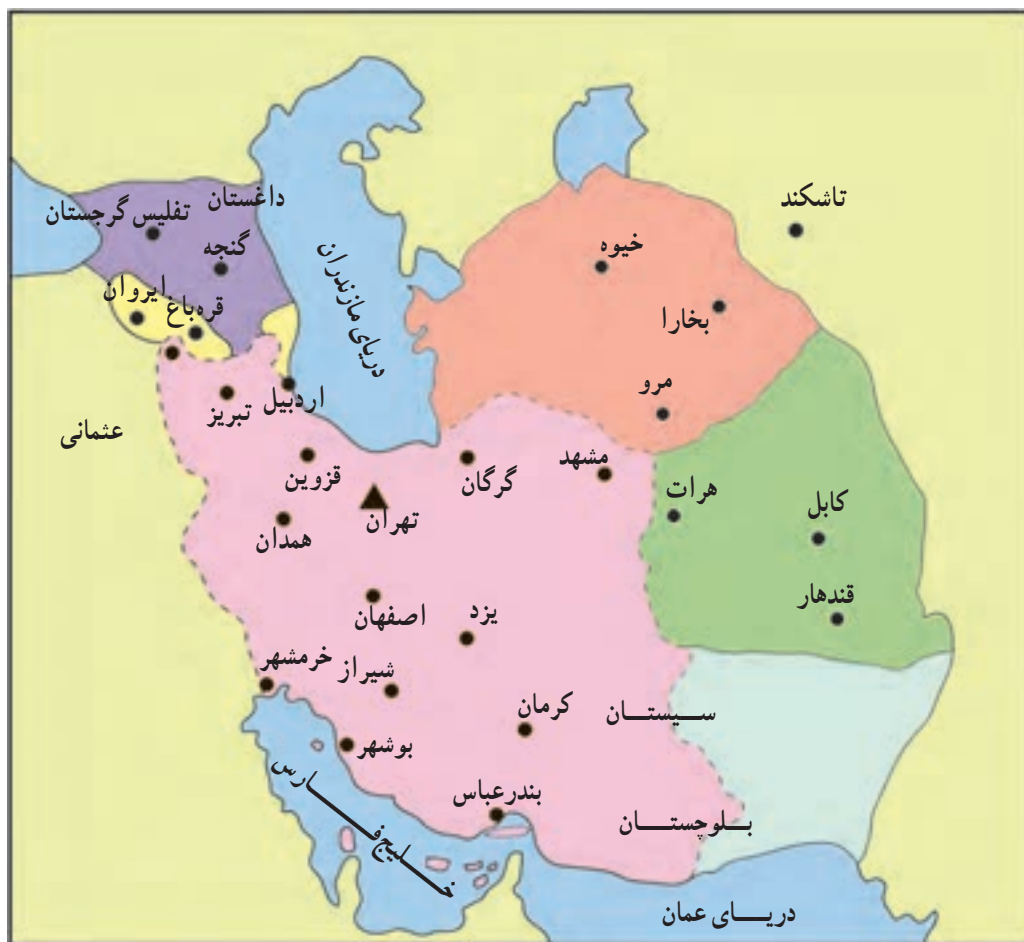 داغستان
تفلیس گرجستان
گنجه
ایروان
قره‌باغ
دریای مازندران
خیوه
بخارا
تاشکند
مرو
عثمانی
تبریز
اردبیل
قزوین
تهران
گرگان
مشهد
هرات
کابل
همدان
قندهار
اصفهان
یزد
خرمشهر
شیراز
کرمان
سیستان
بوشهر
بندرعباس
بلوچستان
خلیج فارس
دریای عمان